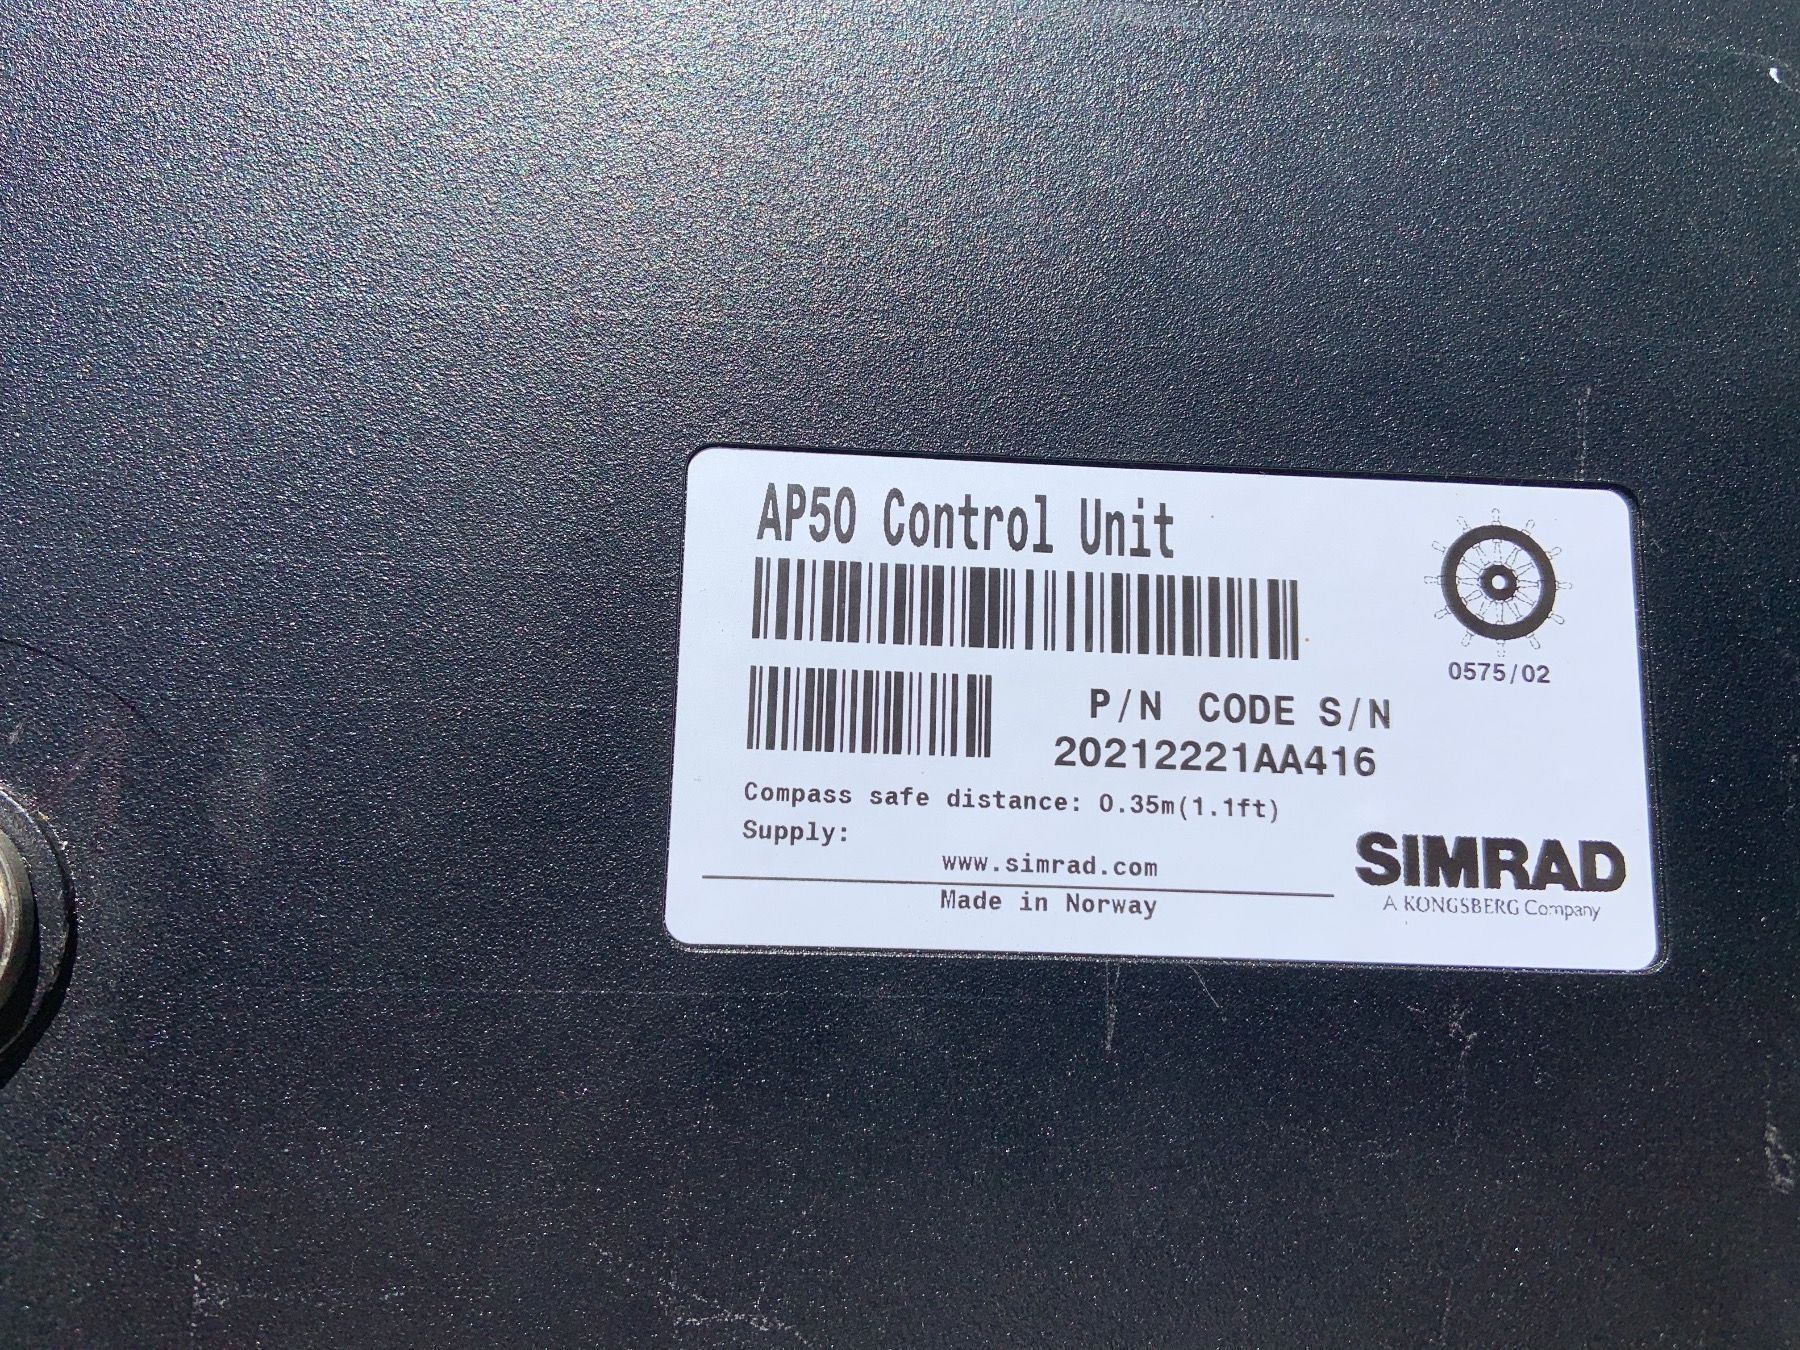 AP50 Control Unit
0575/02
P/N CODE S/N
20212221AA416
Compass safe distance: 0.35m(1.1ft)
Supply:
www.simrad.com
Made in Norway
SIMRAD
A KONGSBERG Company